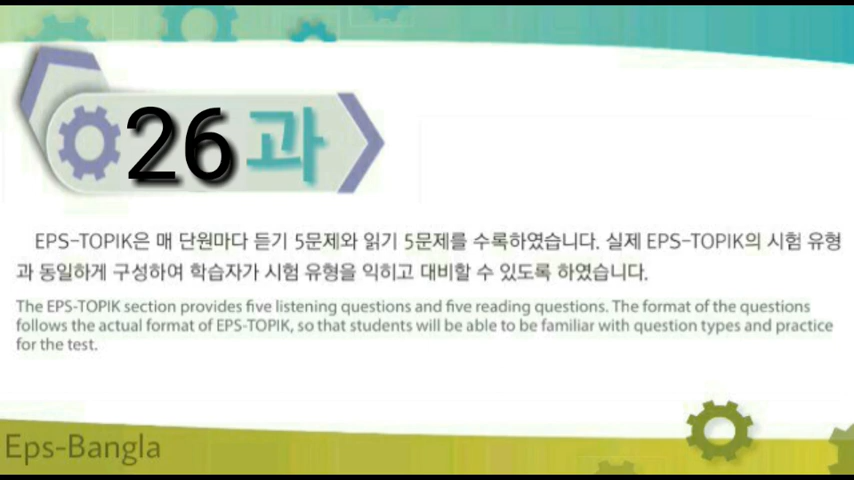 26과
EPS-TOPIK은 매 단원마다 듣기 5문제와 읽기 5문제를 수록하였습니다. 실제 EPS-TOPIK의 시험 유형
과 동일하게 구성하여 학습자가 시험 유형을 익히고 대비할 수 있도록 하였습니다.
The EPS-TOPIK section provides five listening questions and five reading questions. The format of the questions
follows the actual format of EPS-TOPIK, so that students will be able to be familiar with question types and practice
for the test.
Eps-Bangla